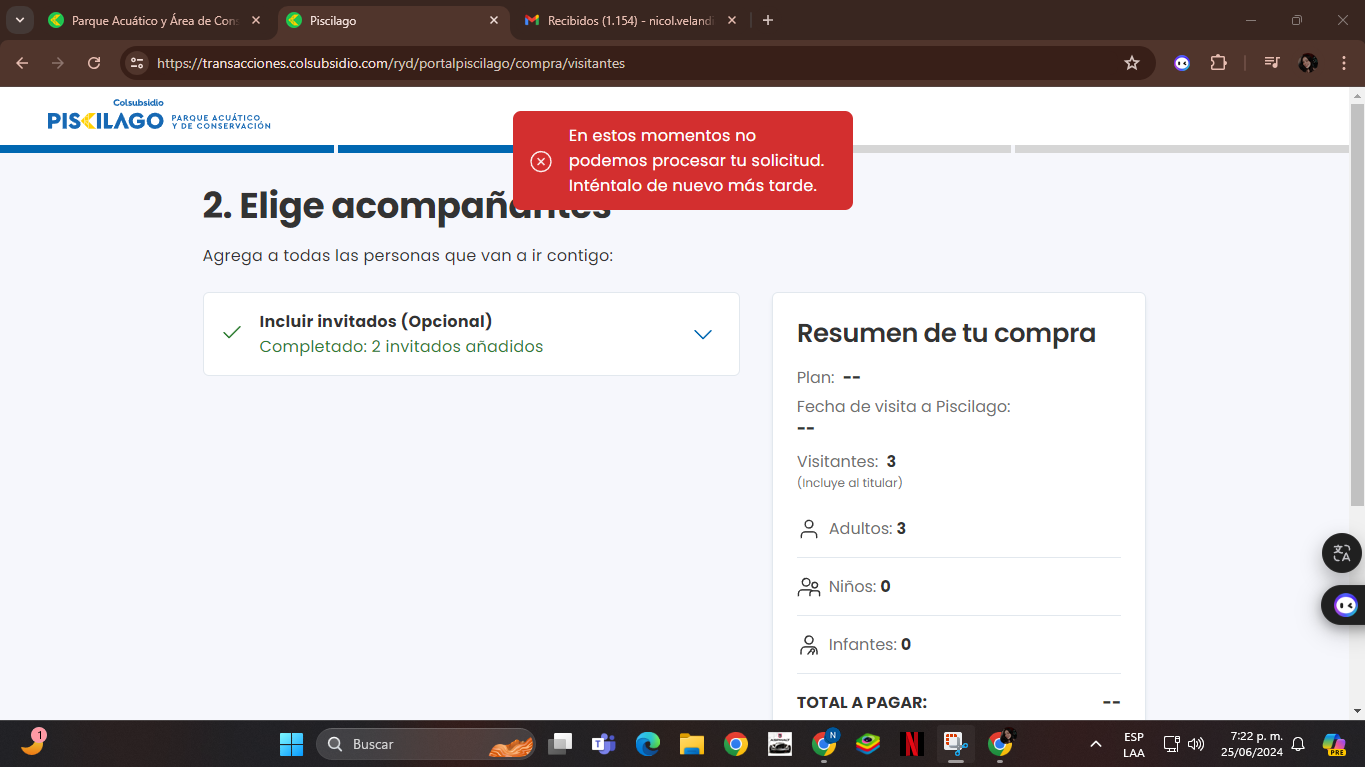 Parque Acuático y Área de Cons
Piscilago
Recibidos (1.154) - nicol.velandi
https://transacciones.colsubsidio.com/ryd/portalpiscilago/compra/visitantes
Colsubsidio
PISCILAGO
PARQUE ACUÁTICO
Y DE CONSERVACIÓN
En estos momentos no
podemos procesar tu solicitud.
Inténtalo de nuevo más tarde.
2. Elige acompañantes
Agrega a todas las personas que van a ir contigo:
Incluir invitados (Opcional)
Completado: 2 invitados añadidos
Resumen de tu compra
Plan: --
Fecha de visita a Piscilago:
--
Visitantes: 3
(Incluye al titular)
Adultos: 3
Niños: 0
Infantes: 0
TOTAL A PAGAR: --
1
Buscar
N
N
ESP
LAA
7:22 p. m.
25/06/2024
PRE